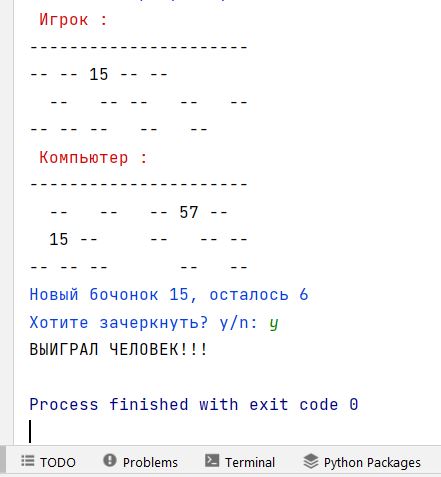 Игрок :
----------------------
-- -- 15 -- --
  --   -- --   --   --
-- -- --   --   --
Компьютер :
----------------------
  --   --   -- 57 --
  15 --     --   -- --
-- -- --       --   --
Новый бочонок 15, осталось 6
Хотите зачеркнуть? y/n: y
ВЫИГРАЛ ЧЕЛОВЕК!!!
Process finished with exit code 0
TODO Problems Terminal Python Packages